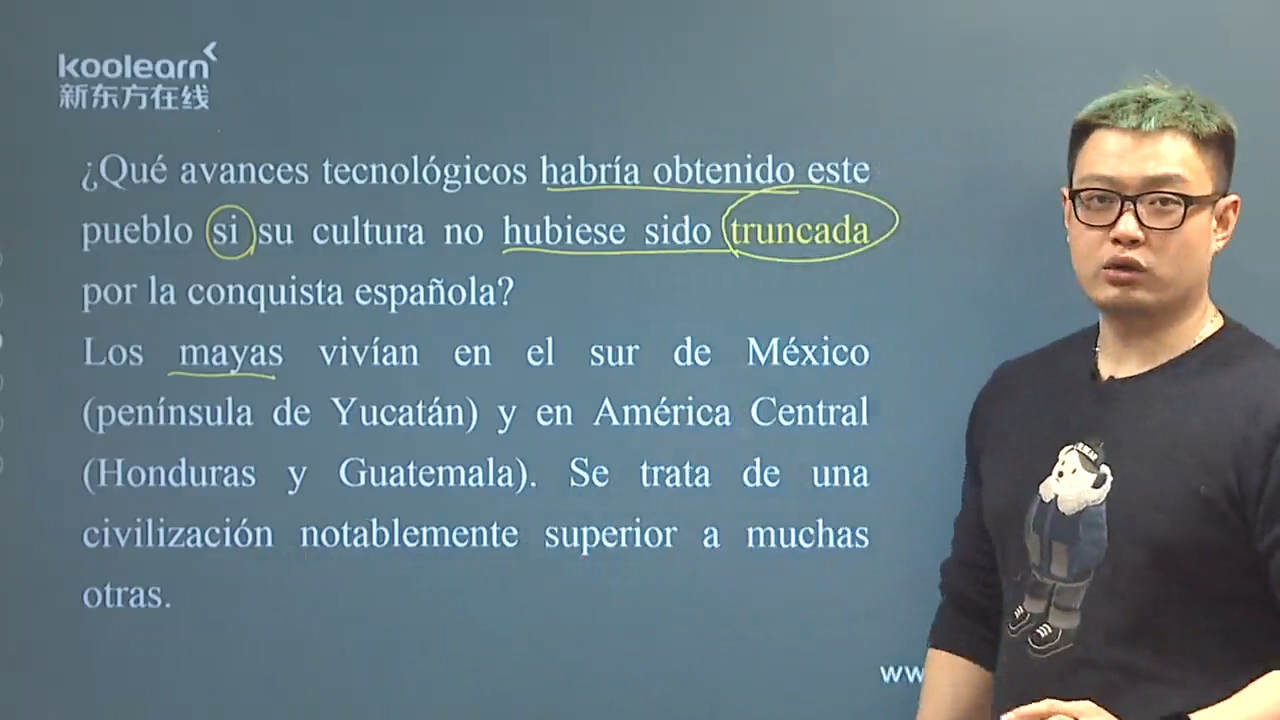 koolearn
新东方在线
¿Qué avances tecnológicos habría obtenido este
pueblo si su cultura no hubiese sido truncada
por la conquista española?
Los mayas vivían en el sur de México
(península de Yucatán) y en América Central
(Honduras y Guatemala). Se trata de una
civilización notablemente superior a muchas
otras.